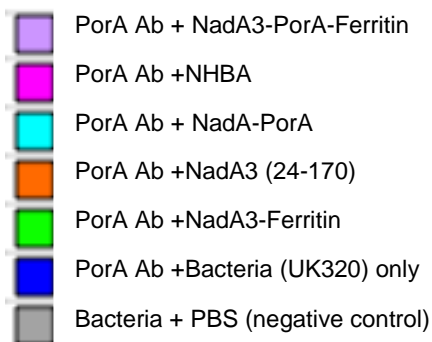 PorA Ab + NadA3-PorA-Ferritin
PorA Ab +NHBA
PorA Ab + NadA-PorA
PorA Ab +NadA3 (24-170)
PorA Ab +NadA3-Ferritin
PorA Ab +Bacteria (UK320) only
Bacteria + PBS (negative control)